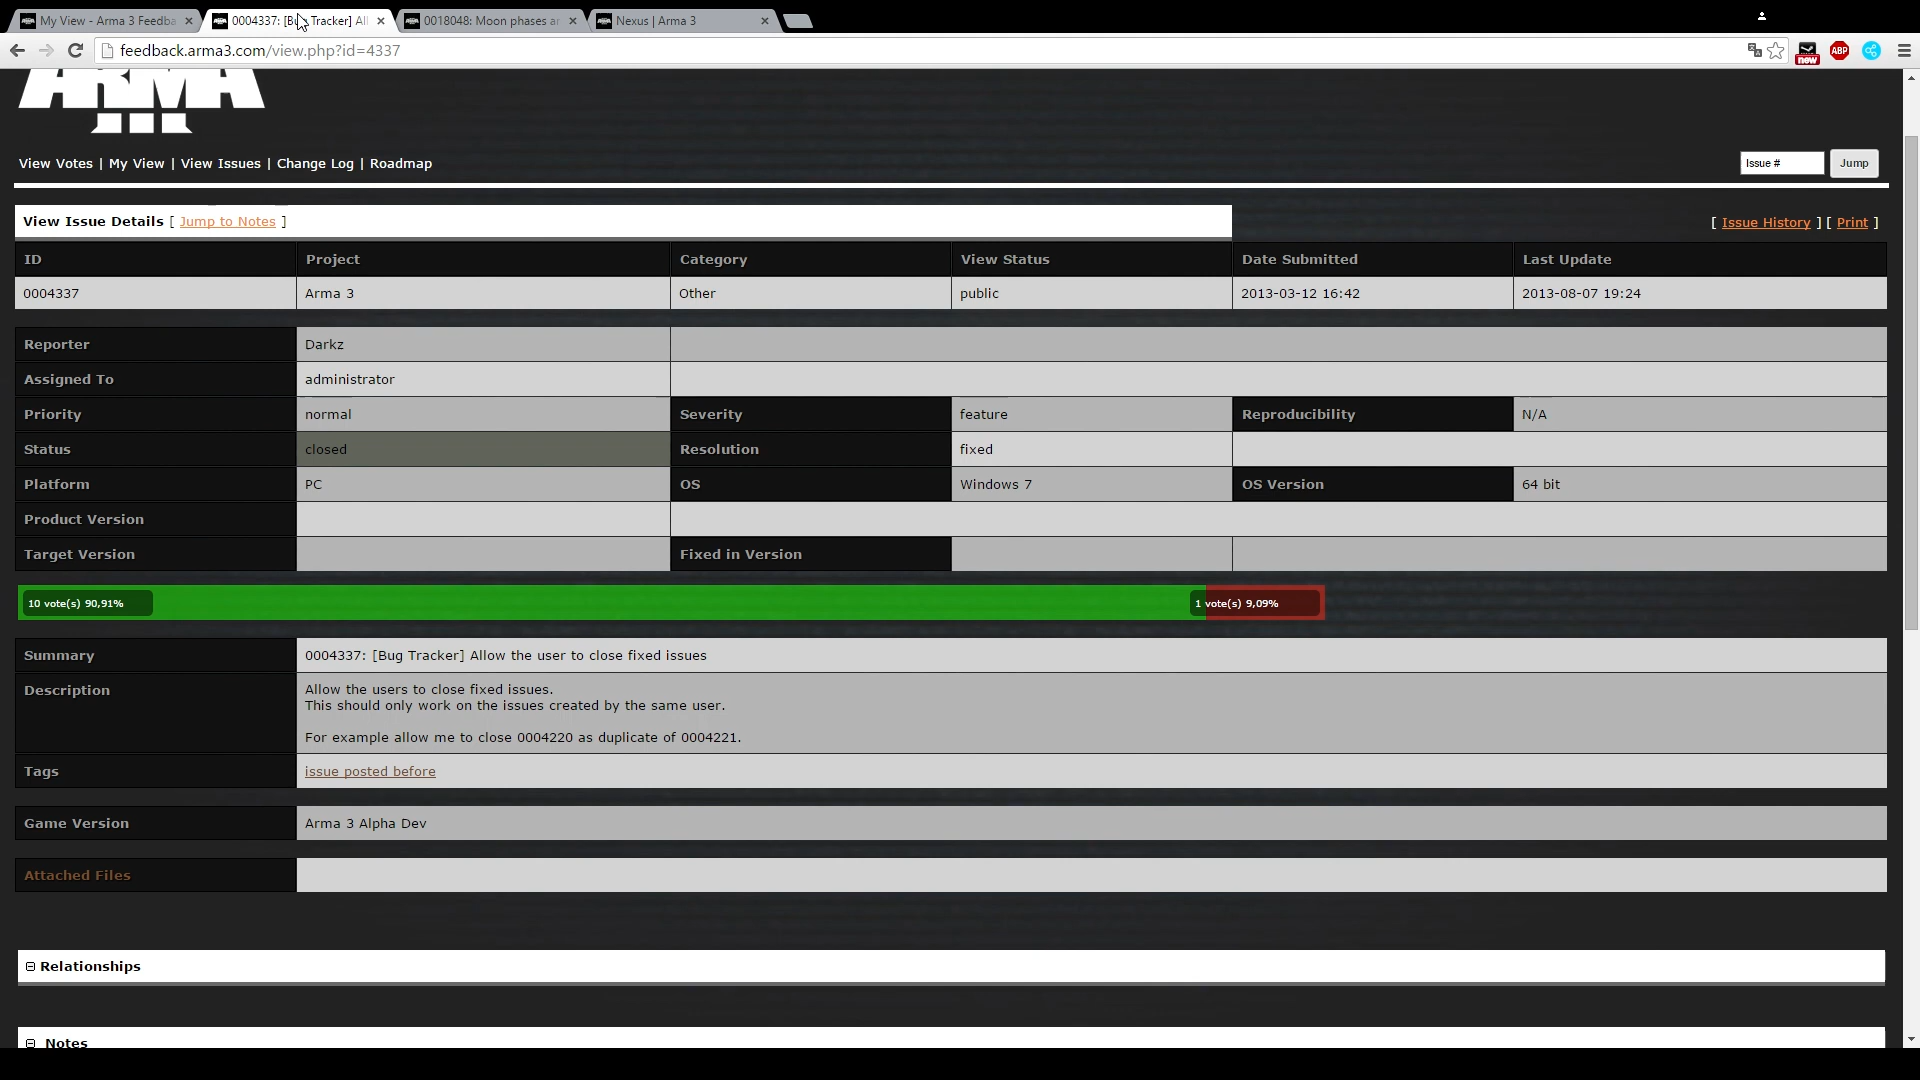 My View - Arma 3 Feedba
0004337: [Bug Tracker] All
0018048: Moon phases ar
Nexus | Arma 3
feedback.arma3.com/view.php?id=4337
new
ABP
ARMA
III
View Votes | My View | View Issues | Change Log | Roadmap
Issue #
Jump
View Issue Details [ Jump to Notes ]
[ Issue History ] [ Print ]
ID Project Category View Status Date Submitted Last Update
0004337 Arma 3 Other public 2013-03-12 16:42 2013-08-07 19:24
Reporter Darkz
Assigned To administrator
Priority normal Severity feature Reproducibility N/A
Status closed Resolution fixed
Platform PC OS Windows 7 OS Version 64 bit
Product Version
Target Version Fixed in Version
10 vote(s) 90,91% 1 vote(s) 9,09%
Summary 0004337: [Bug Tracker] Allow the user to close fixed issues
Description Allow the users to close fixed issues.
This should only work on the issues created by the same user.
For example allow me to close 0004220 as duplicate of 0004221.
Tags issue posted before
Game Version Arma 3 Alpha Dev
Attached Files
Relationships
Notes